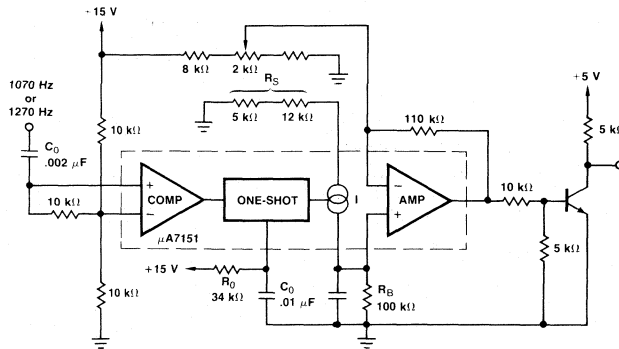 +15 V
8 kΩ
2 kΩ
R_S
5 kΩ 12 kΩ
+5 V
5 kΩ
1070 Hz
or
1270 Hz
C_0
.002 μF
10 kΩ
110 kΩ
10 kΩ
+
COMP
−
ONE-SHOT
I
−
AMP
+
10 kΩ
μA7151
+15 V
R_0
34 kΩ
C_0
.01 μF
R_B
100 kΩ
5 kΩ
10 kΩ